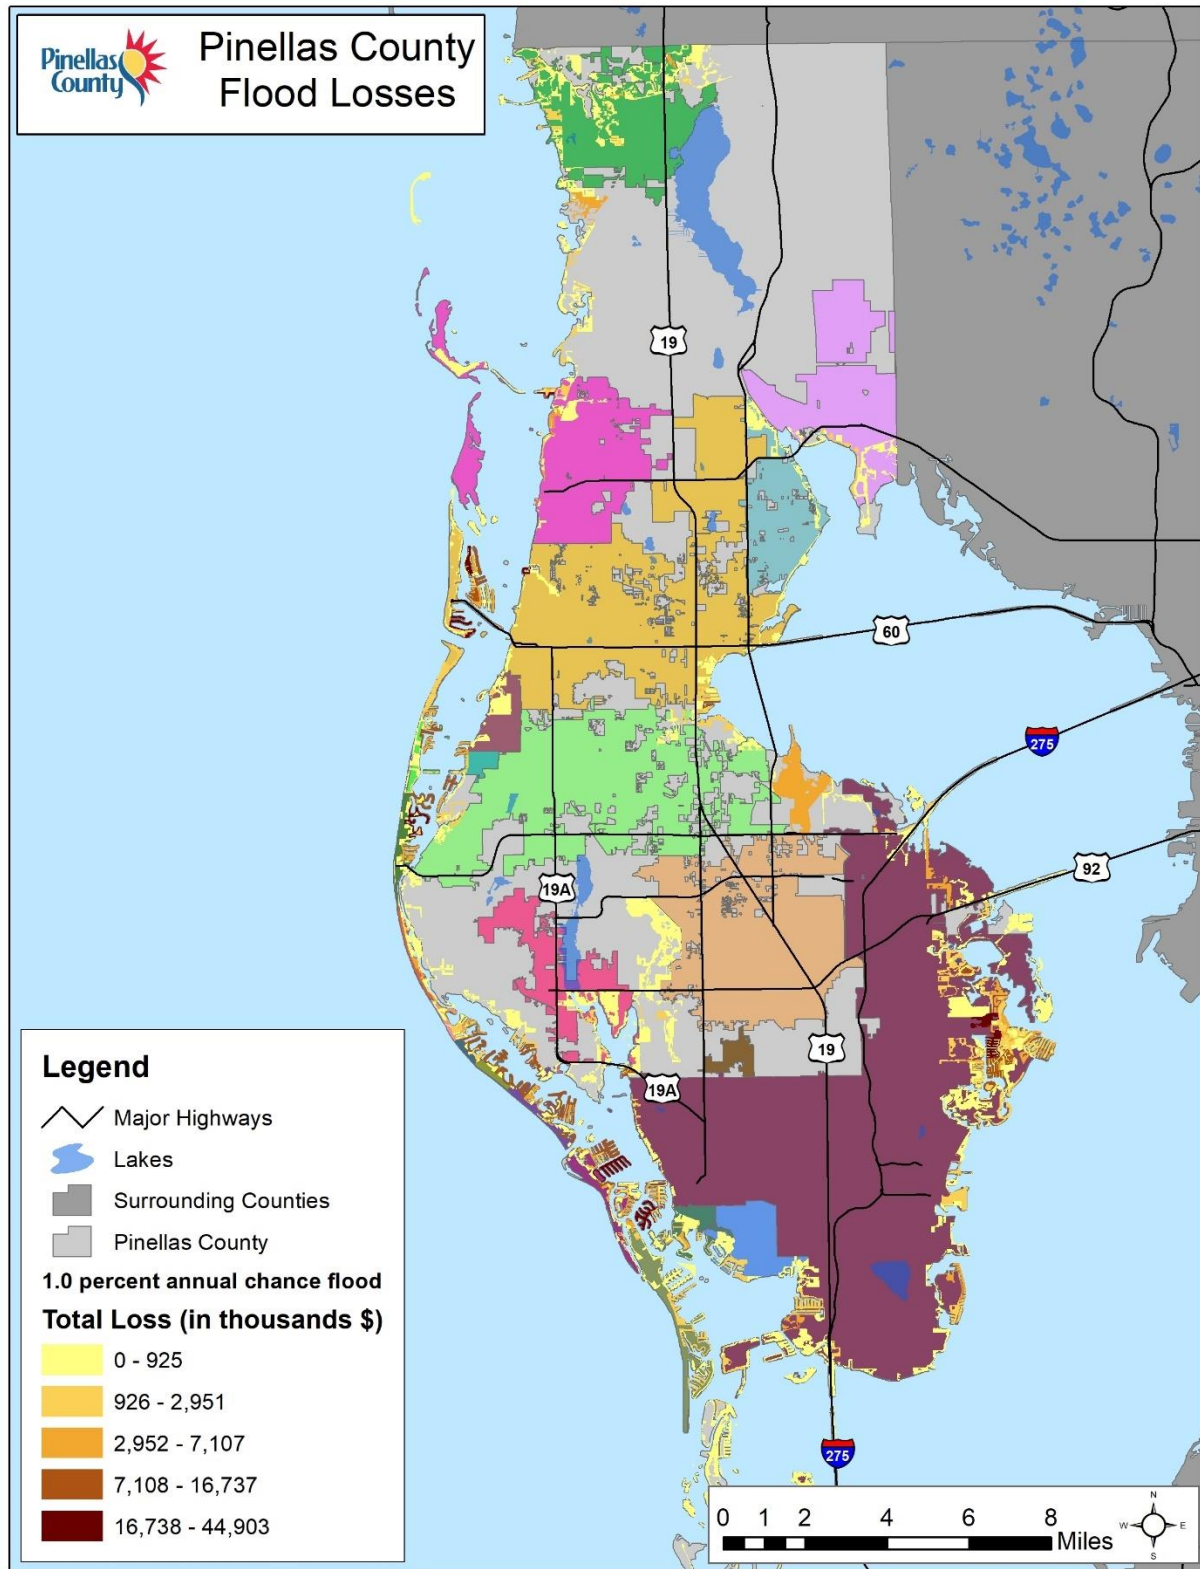 Pinellas
County
Pinellas County
Flood Losses
19
60
275
92
19A
19
19A
275
Legend
Major Highways
Lakes
Surrounding Counties
Pinellas County
1.0 percent annual chance flood
Total Loss (in thousands $)
0 - 925
926 - 2,951
2,952 - 7,107
7,108 - 16,737
16,738 - 44,903
0 1 2 4 6 8
Miles
N
W E
S